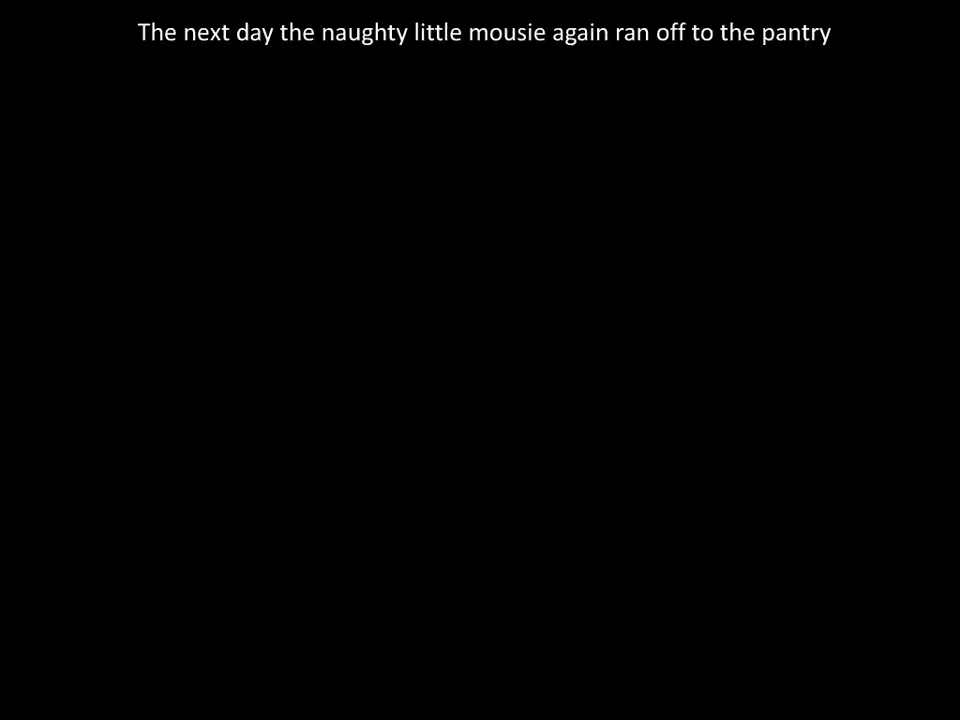 The next day the naughty little mousie again ran off to the pantry